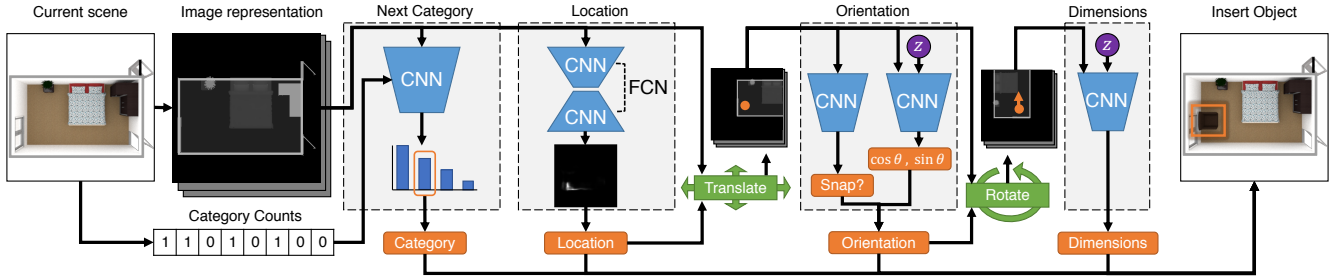 Current scene
Image representation
Next Category
Location
Orientation
Dimensions
Insert Object
CNN
CNN
CNN
FCN
z
CNN
CNN
z
CNN
cos θ , sin θ
Snap?
Translate
Rotate
Category Counts
1 1 0 1 0 1 0 0
Category
Location
Orientation
Dimensions